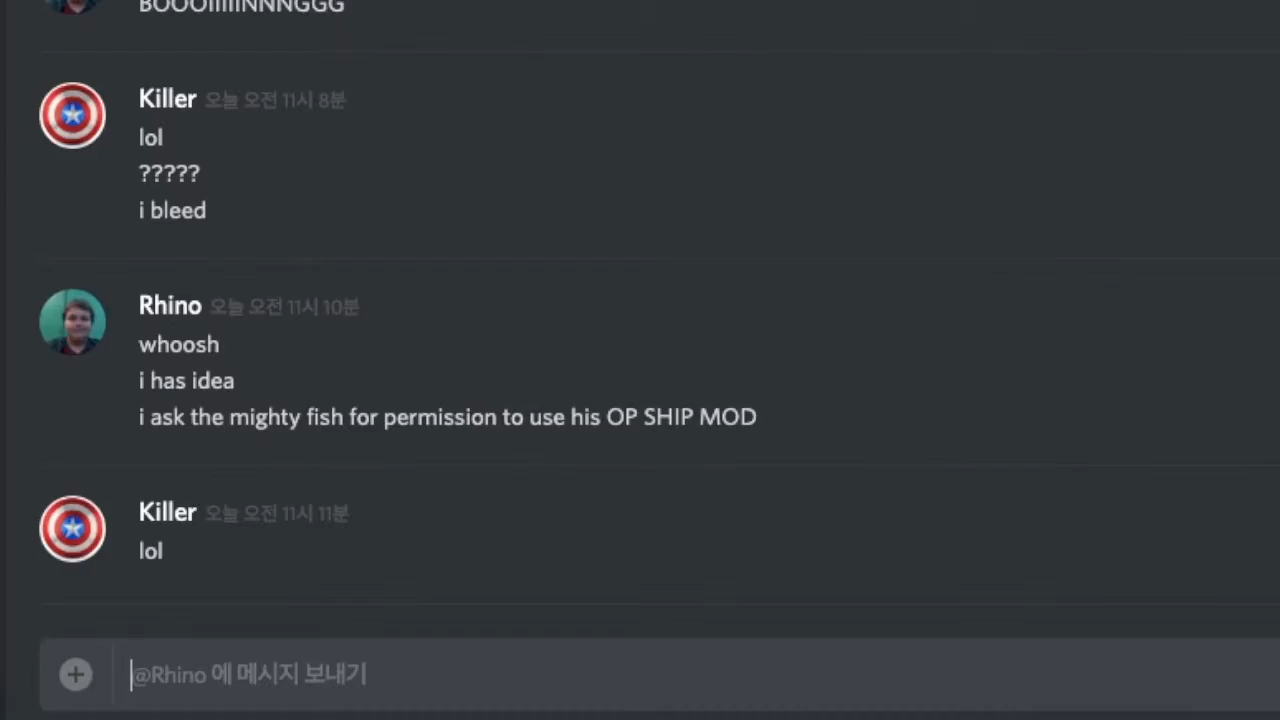 BOOOIIIIIINNNGGG
Killer 오늘 오전 11시 8분
lol
?????
i bleed
Rhino 오늘 오전 11시 10분
whoosh
i has idea
i ask the mighty fish for permission to use his OP SHIP MOD
Killer 오늘 오전 11시 11분
lol
@Rhino 에 메시지 보내기